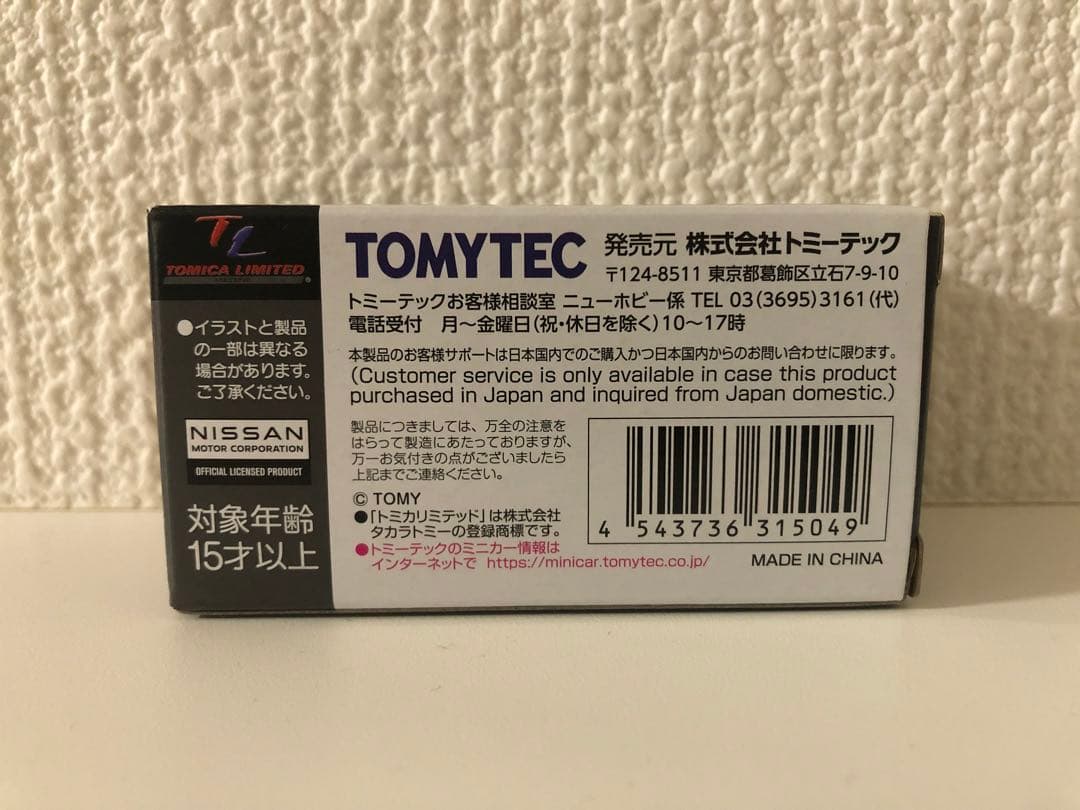 TL
TOMICA LIMITED
●イラストと製品
の一部は異なる
場合があります。
ご了承ください。
NISSAN
MOTOR CORPORATION
OFFICIAL LICENSED PRODUCT
対象年齢
15才以上
TOMYTEC 発売元 株式会社トミーテック
〒124-8511 東京都葛飾区立石7-9-10
トミーテックお客様相談室 ニューホビー係 TEL 03(3695)3161(代)
電話受付 月〜金曜日(祝・休日を除く)10〜17時
本製品のお客様サポートは日本国内でのご購入かつ日本国内からのお問い合わせに限ります。
(Customer service is only available in case this product
purchased in Japan and inquired from Japan domestic.)
製品につきましては、万全の注意を
はらって製造にあたっておりますが、
万一お気付きの点がございましたら
上記までご連絡ください。
© TOMY
●「トミカリミテッド」は株式会社
タカラトミーの登録商標です。
●トミーテックのミニカー情報は
インターネットで https://minicar.tomytec.co.jp/
4 543736 315049
MADE IN CHINA